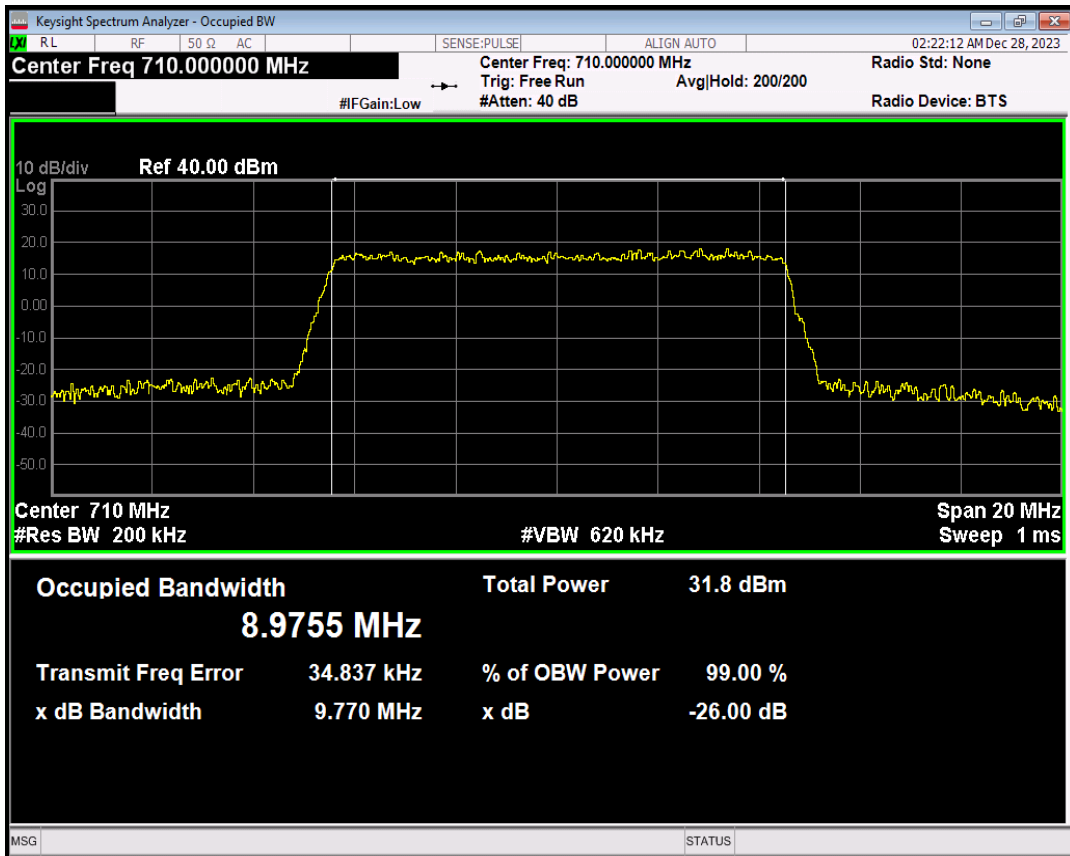 Keysight Spectrum Analyzer - Occupied BW
LXI RL RF 50 Ω AC SENSE:PULSE ALIGN AUTO 02:22:12 AM Dec 28, 2023
Center Freq 710.000000 MHz Center Freq: 710.000000 MHz Radio Std: None
Trig: Free Run Avg|Hold: 200/200
#IFGain:Low #Atten: 40 dB Radio Device: BTS
10 dB/div Ref 40.00 dBm
Log
30.0
20.0
10.0
0.00
-10.0
-20.0
-30.0
-40.0
-50.0
Center 710 MHz Span 20 MHz
#Res BW 200 kHz #VBW 620 kHz Sweep 1 ms
Occupied Bandwidth Total Power 31.8 dBm
8.9755 MHz
Transmit Freq Error 34.837 kHz % of OBW Power 99.00 %
x dB Bandwidth 9.770 MHz x dB -26.00 dB
MSG STATUS